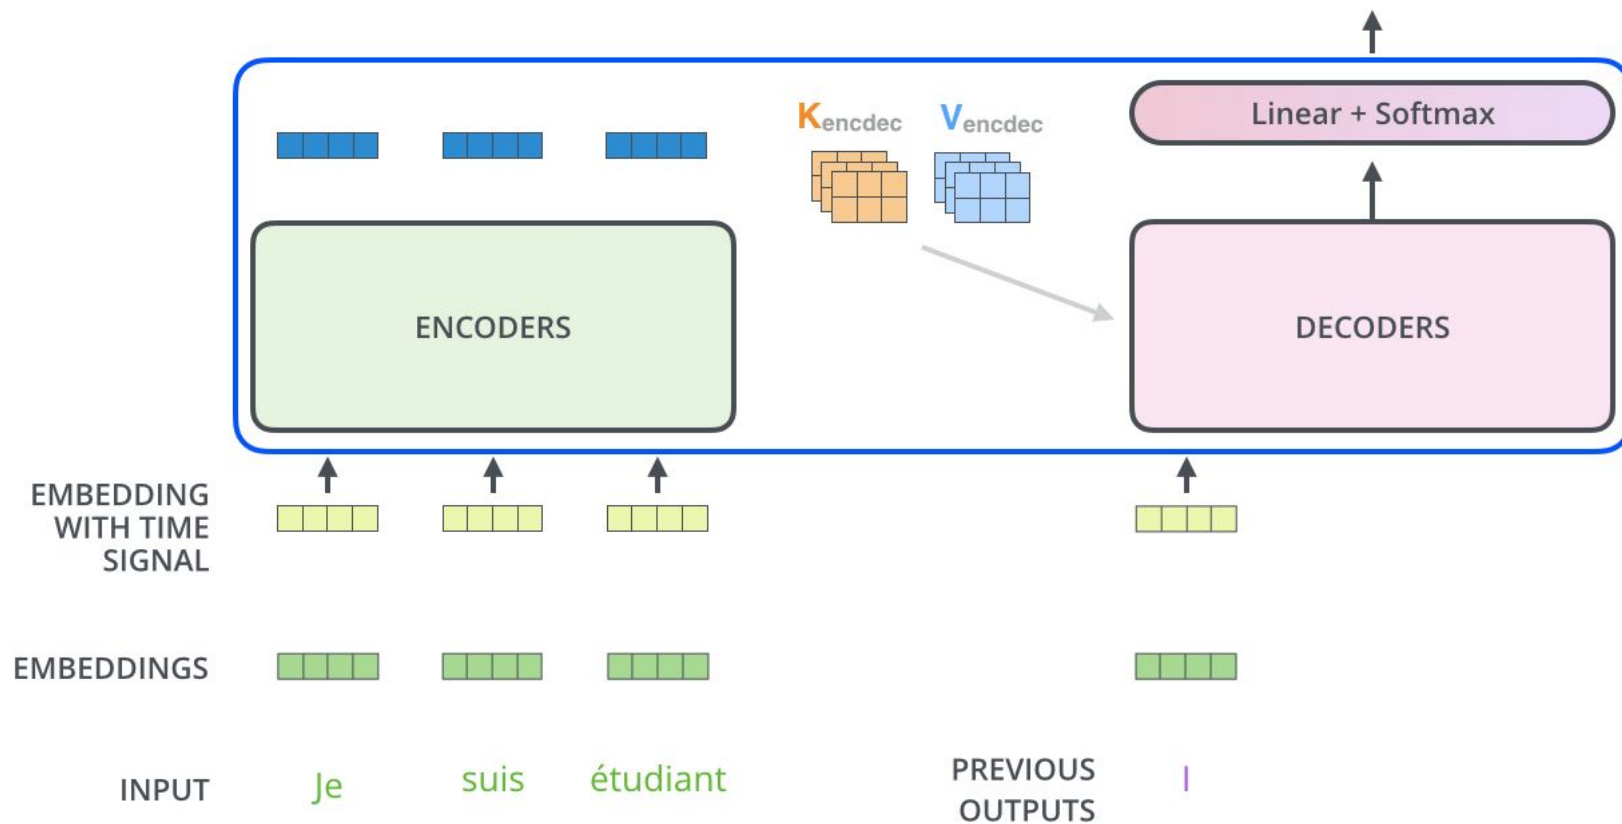 Kencdec Vencdec
Linear + Softmax
ENCODERS
DECODERS
EMBEDDING
WITH TIME
SIGNAL
EMBEDDINGS
INPUT
Je suis étudiant
PREVIOUS
OUTPUTS
I